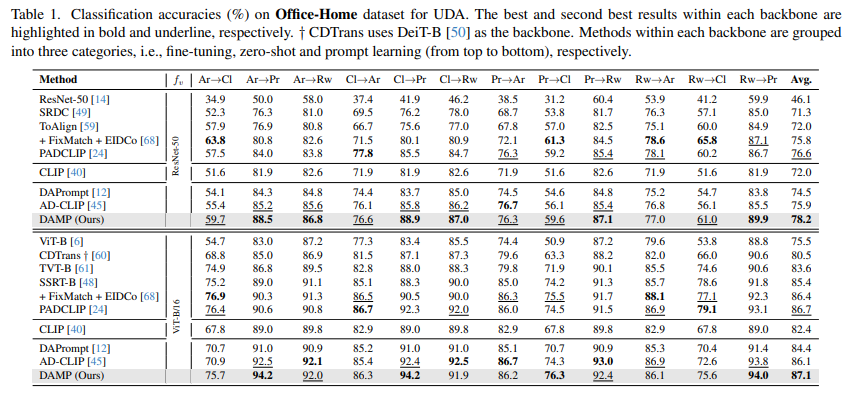 Table 1. Classification accuracies (%) on Office-Home dataset for UDA. The best and second best results within each backbone are
highlighted in bold and underline, respectively. † CDTrans uses DeiT-B [50] as the backbone. Methods within each backbone are grouped
into three categories, i.e., fine-tuning, zero-shot and prompt learning (from top to bottom), respectively.
Method fv Ar→Cl Ar→Pr Ar→Rw Cl→Ar Cl→Pr Cl→Rw Pr→Ar Pr→Cl Pr→Rw Rw→Ar Rw→Cl Rw→Pr Avg.
ResNet-50
ResNet-50 [14] 34.9 50.0 58.0 37.4 41.9 46.2 38.5 31.2 60.4 53.9 41.2 59.9 46.1
SRDC [49] 52.3 76.3 81.0 69.5 76.2 78.0 68.7 53.8 81.7 76.3 57.1 85.0 71.3
ToAlign [59] 57.9 76.9 80.8 66.7 75.6 77.0 67.8 57.0 82.5 75.1 60.0 84.9 72.0
+ FixMatch + EIDCo [68] 63.8 80.8 82.6 71.5 80.1 80.9 72.1 61.3 84.5 78.6 65.8 87.1 75.8
PADCLIP [24] 57.5 84.0 83.8 77.8 85.5 84.7 76.3 59.2 85.4 78.1 60.2 86.7 76.6
CLIP [40] 51.6 81.9 82.6 71.9 81.9 82.6 71.9 51.6 82.6 71.9 51.6 81.9 72.0
DAPrompt [12] 54.1 84.3 84.8 74.4 83.7 85.0 74.5 54.6 84.8 75.2 54.7 83.8 74.5
AD-CLIP [45] 55.4 85.2 85.6 76.1 85.8 86.2 76.7 56.1 85.4 76.8 56.1 85.5 75.9
DAMP (Ours) 59.7 88.5 86.8 76.6 88.9 87.0 76.3 59.6 87.1 77.0 61.0 89.9 78.2
ViT-B/16
ViT-B [6] 54.7 83.0 87.2 77.3 83.4 85.5 74.4 50.9 87.2 79.6 53.8 88.8 75.5
CDTrans † [60] 68.8 85.0 86.9 81.5 87.1 87.3 79.6 63.3 88.2 82.0 66.0 90.6 80.5
TVT-B [61] 74.9 86.8 89.5 82.8 88.0 88.3 79.8 71.9 90.1 85.5 74.6 90.6 83.6
SSRT-B [48] 75.2 89.0 91.1 85.1 88.3 90.0 85.0 74.2 91.3 85.7 78.6 91.8 85.4
+ FixMatch + EIDCo [68] 76.9 90.3 91.3 86.5 90.5 90.0 86.3 75.5 91.7 88.1 77.1 92.3 86.4
PADCLIP [24] 76.4 90.6 90.8 86.7 92.3 92.0 86.0 74.5 91.5 86.9 79.1 93.1 86.7
CLIP [40] 67.8 89.0 89.8 82.9 89.0 89.8 82.9 67.8 89.8 82.9 67.8 89.0 82.4
DAPrompt [12] 70.7 91.0 90.9 85.2 91.0 91.0 85.1 70.7 90.9 85.3 70.4 91.4 84.4
AD-CLIP [45] 70.9 92.5 92.1 85.4 92.4 92.5 86.7 74.3 93.0 86.9 72.6 93.8 86.1
DAMP (Ours) 75.7 94.2 92.0 86.3 94.2 91.9 86.2 76.3 92.4 86.1 75.6 94.0 87.1